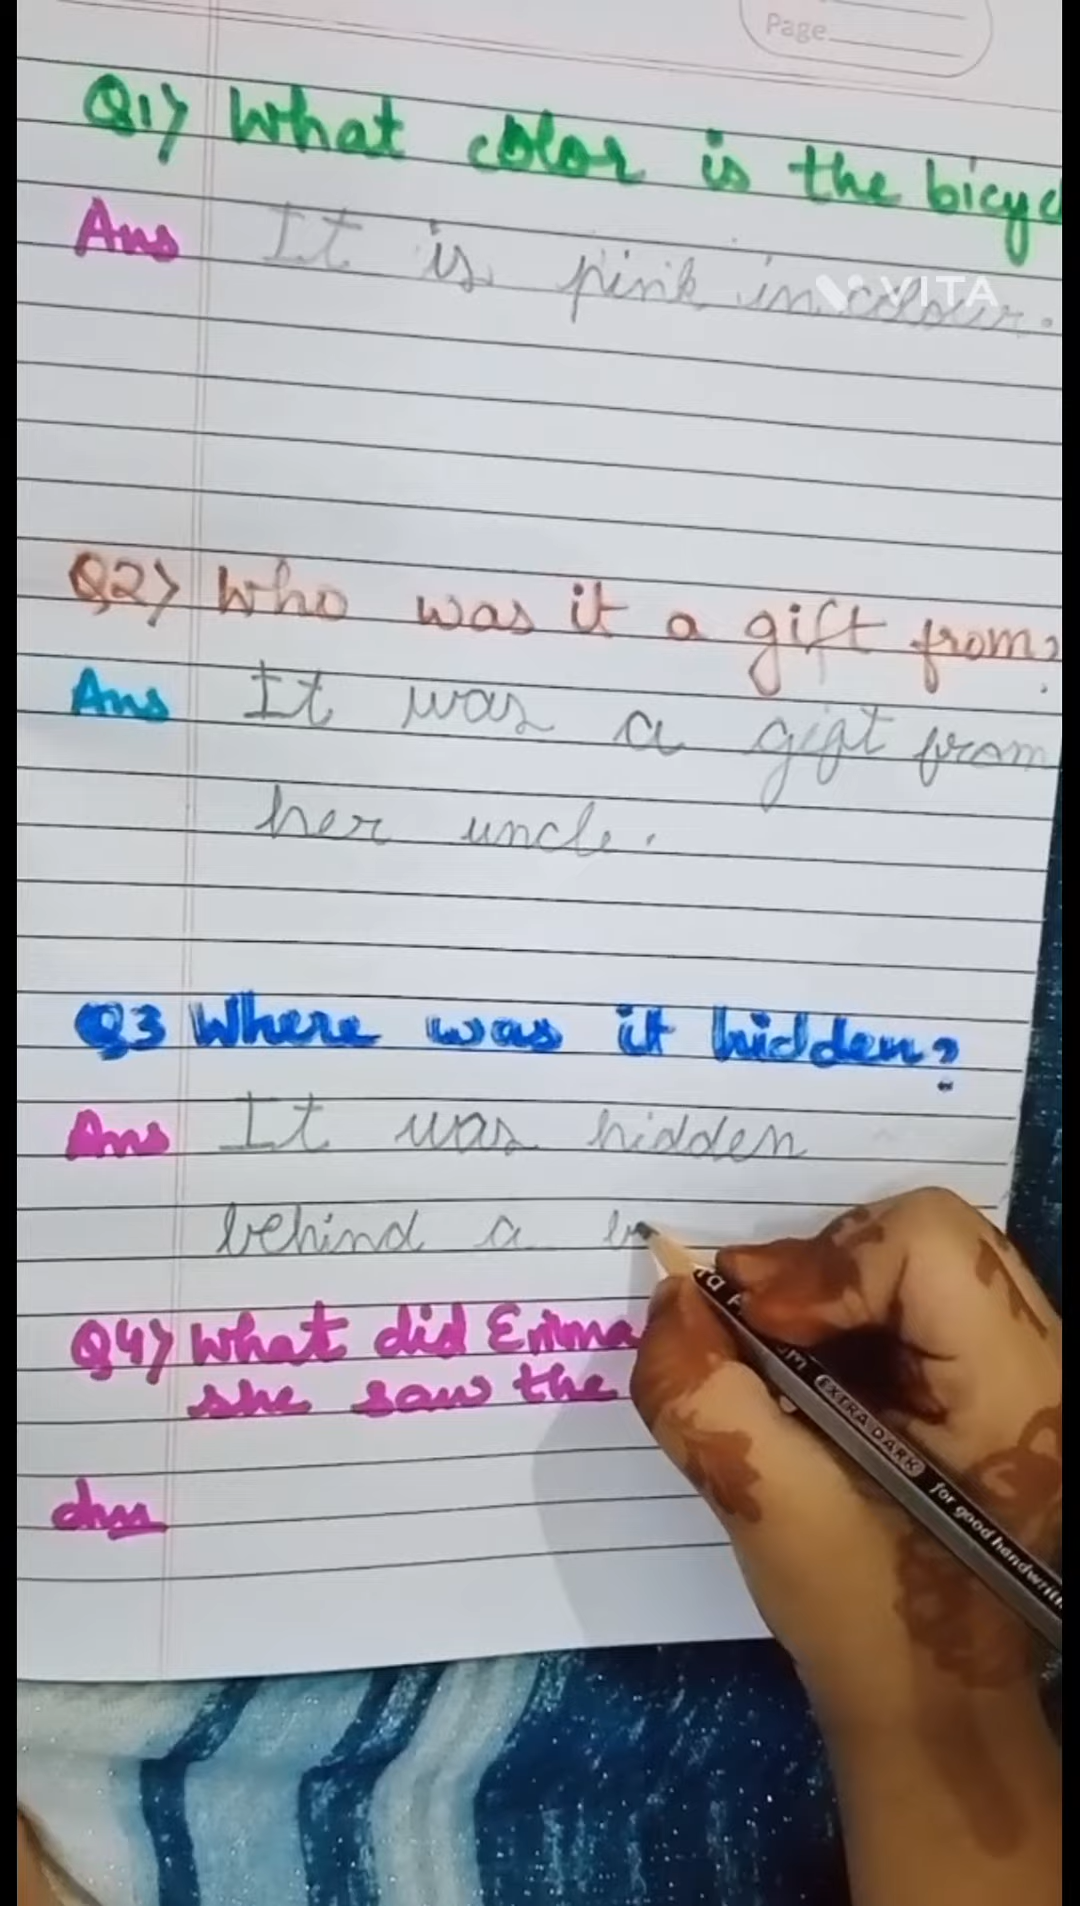 Page
Q1) What color is the bicyc
Ans It is pink in colour.
VITA
Q2) Who was it a gift from?
Ans It was a gift from
her uncle.
Q3 Where was it hidden?
Ans It was hidden
behind a
Q4) What did Emma
she saw the
Ans
EXTRA DARK for good handwriti